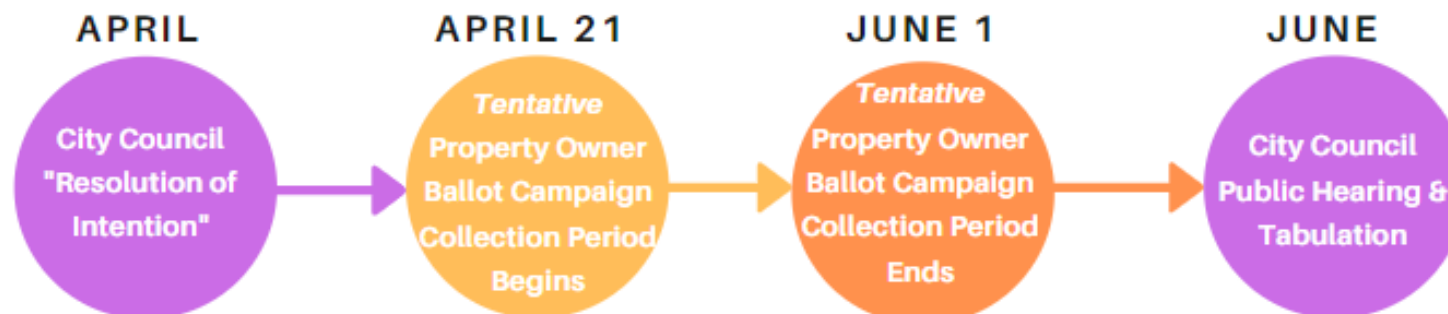 APRIL
City Council
"Resolution of
Intention"
APRIL 21
Tentative
Property Owner
Ballot Campaign
Collection Period
Begins
JUNE 1
Tentative
Property Owner
Ballot Campaign
Collection Period
Ends
JUNE
City Council
Public Hearing &
Tabulation